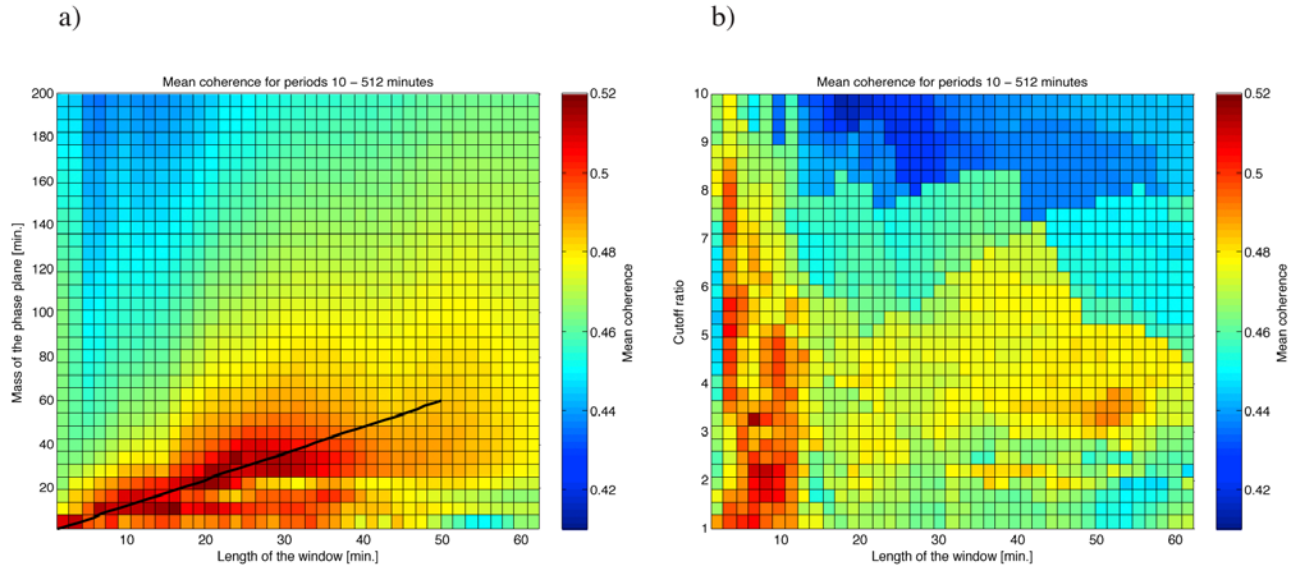 a)
Mean coherence for periods 10 – 512 minutes
Mass of the phase plane [min.]
200
180
160
140
120
100
80
60
40
20
10 20 30 40 50 60
Length of the window [min.]
0.52
0.5
0.48
0.46
0.44
0.42
Mean coherence
b)
Mean coherence for periods 10 – 512 minutes
Cutoff ratio
10
9
8
7
6
5
4
3
2
1
10 20 30 40 50 60
Length of the window [min.]
0.52
0.5
0.48
0.46
0.44
0.42
Mean coherence